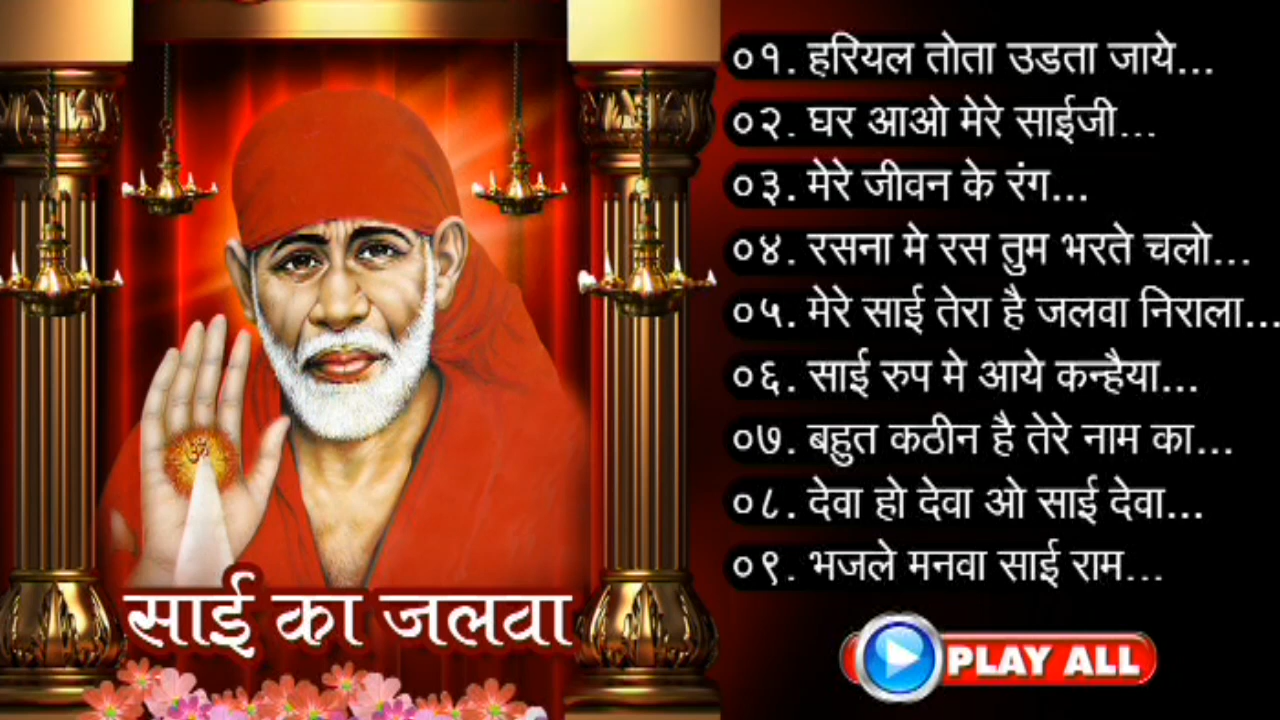 साई का जलवा
०१. हरियल तोता उडता जाये...
०२. घर आओ मेरे साईजी...
०३. मेरे जीवन के रंग...
०४. रसना मे रस तुम भरते चलो...
०५. मेरे साई तेरा है जलवा निराला...
०६. साई रुप मे आये कन्हैया...
०७. बहुत कठीन है तेरे नाम का...
०८. देवा हो देवा ओ साई देवा...
०९. भजले मनवा साई राम...
PLAY ALL
ॐ